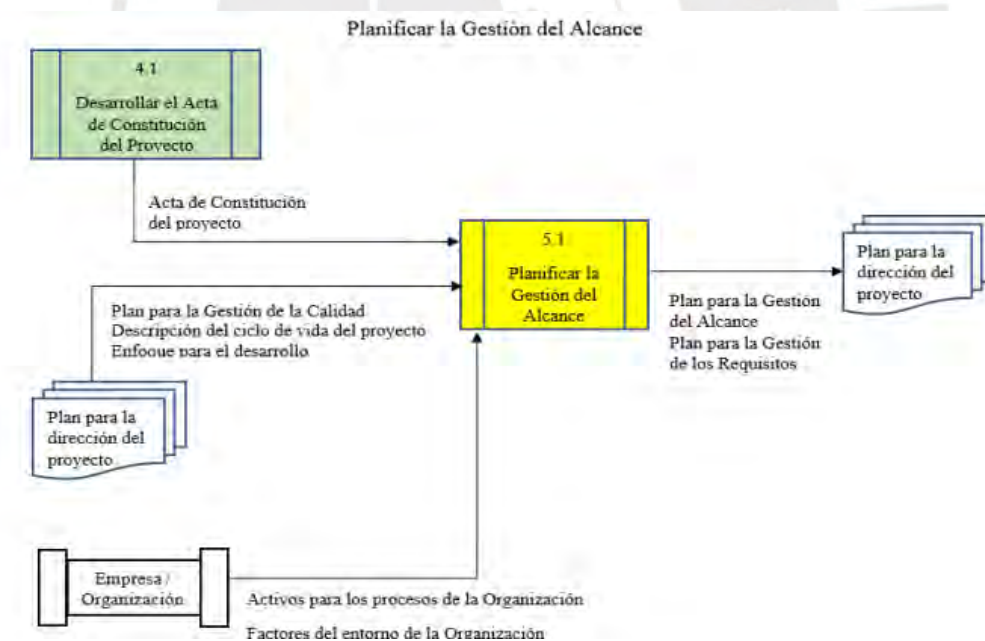 Planificar la Gestión del Alcance
4.1
Desarrollar el Acta
de Constitución
del Proyecto
Acta de Constitución
del proyecto
5.1
Planificar la
Gestión del
Alcance
Plan para la
dirección del
proyecto
Plan para la Gestión de la Calidad
Descripción del ciclo de vida del proyecto
Enfoque para el desarrollo
Plan para la Gestión
del Alcance
Plan para la Gestión
de los Requisitos
Plan para la
dirección del
proyecto
Empresa /
Organización
Activos para los procesos de la Organización
Factores del entorno de la Organización